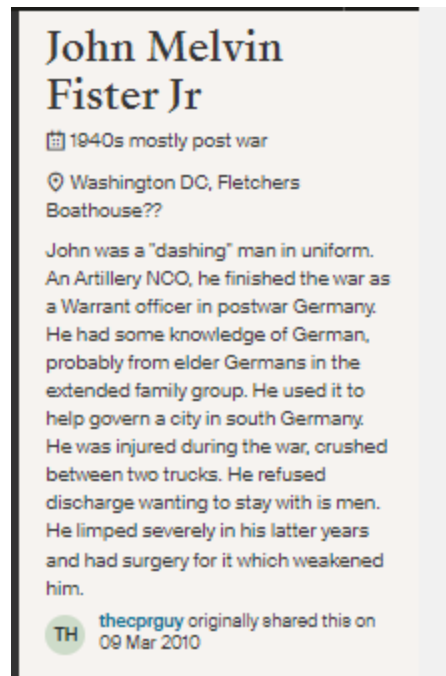 John Melvin
Fister Jr
1940s mostly post war
Washington DC, Fletchers
Boathouse??
John was a "dashing" man in uniform.
An Artillery NCO, he finished the war as
a Warrant officer in postwar Germany.
He had some knowledge of German,
probably from elder Germans in the
extended family group. He used it to
help govern a city in south Germany.
He was injured during the war, crushed
between two trucks. He refused
discharge wanting to stay with is men.
He limped severely in his latter years
and had surgery for it which weakened
him.
TH
thecprguy originally shared this on
09 Mar 2010